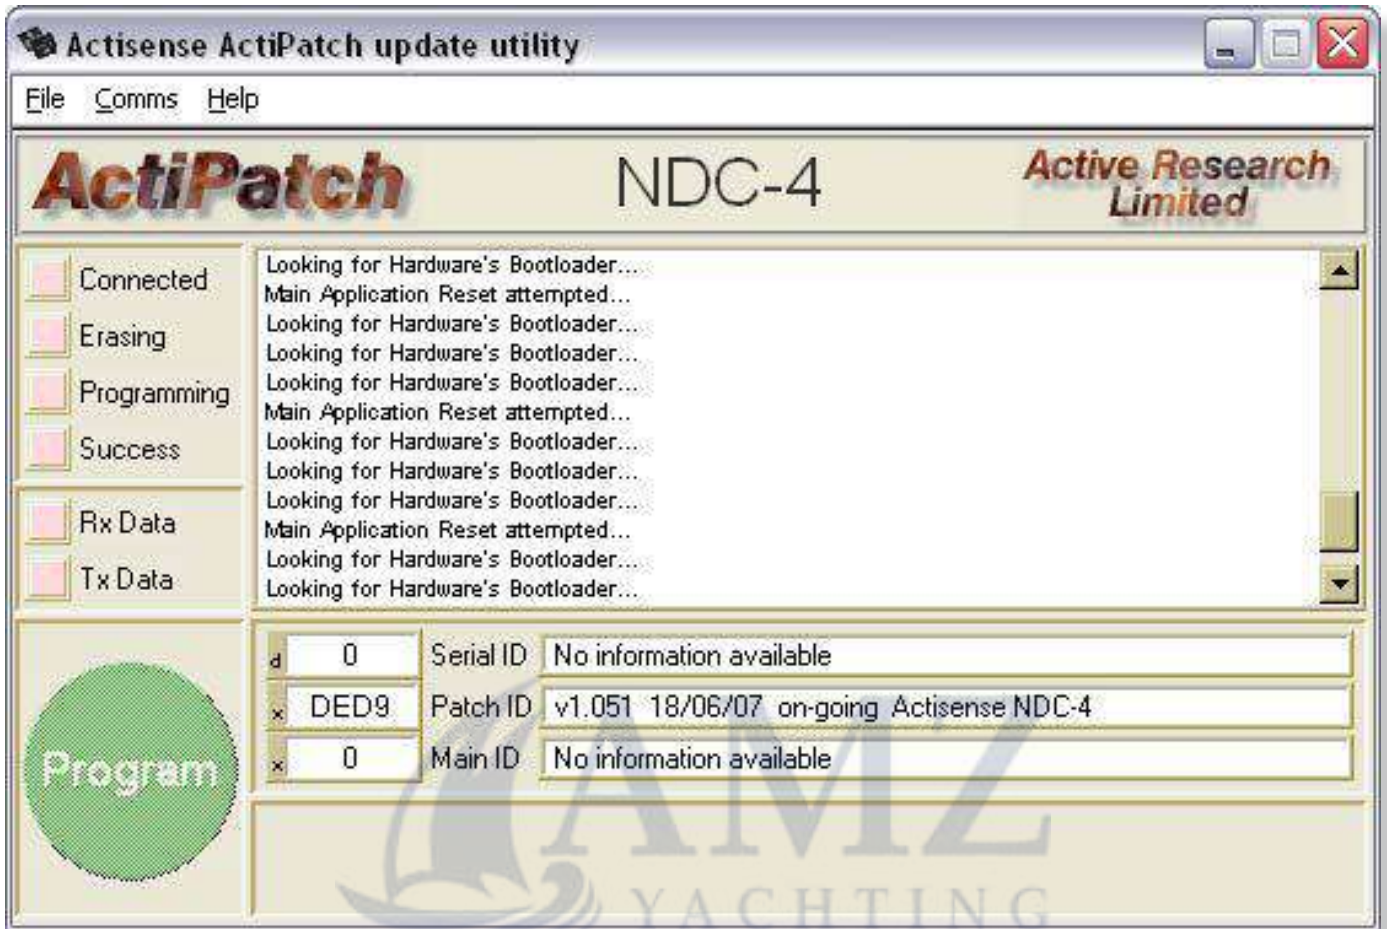 Actisense ActiPatch update utility
File Comms Help
ActiPatch
NDC-4
Active Research
Limited
Connected
Erasing
Programming
Success
Rx Data
Tx Data
Looking for Hardware's Bootloader...
Main Application Reset attempted...
Looking for Hardware's Bootloader...
Looking for Hardware's Bootloader...
Looking for Hardware's Bootloader...
Main Application Reset attempted...
Looking for Hardware's Bootloader...
Looking for Hardware's Bootloader...
Looking for Hardware's Bootloader...
Main Application Reset attempted...
Looking for Hardware's Bootloader...
Looking for Hardware's Bootloader...
Program
d 0 Serial ID No information available
x DED9 Patch ID v1.051 18/06/07 on-going Actisense NDC-4
x 0 Main ID No information available
AMZ
YACHTING